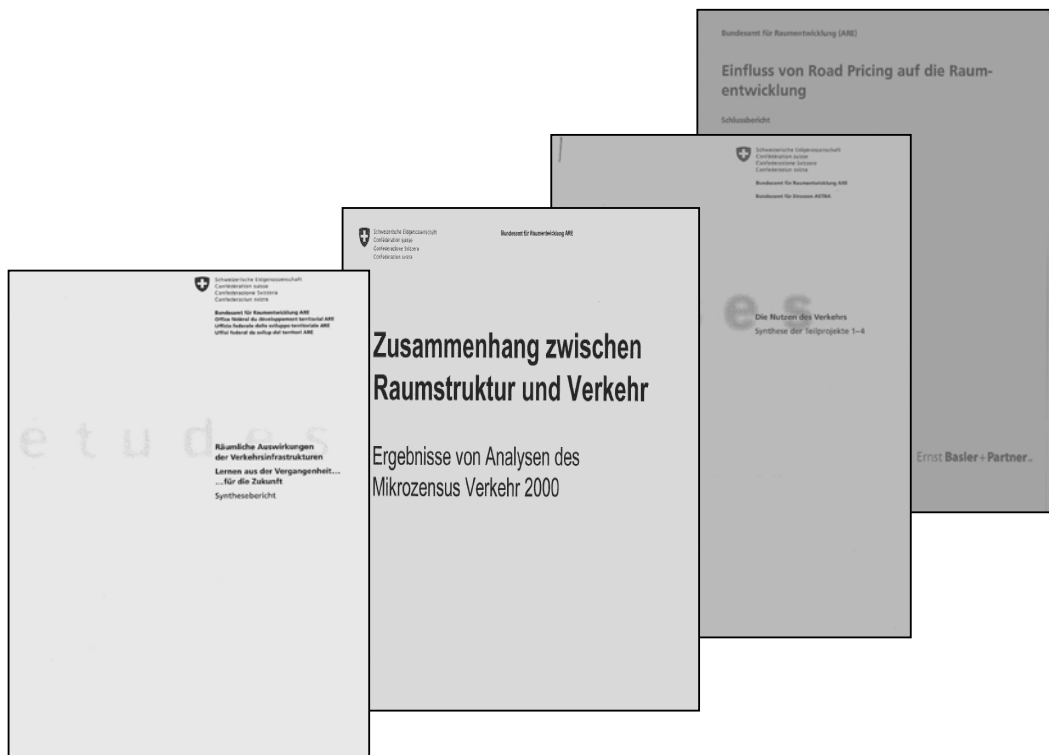 Bundesamt für Raumentwicklung (ARE)
Einfluss von Road Pricing auf die Raum-
entwicklung
Schlussbericht
Ernst Basler + Partner
Schweizerische Eidgenossenschaft
Confédération suisse
Confederazione Svizzera
Confederaziun svizra
Bundesamt für Raumentwicklung ARE
Bundesamt für Strassen ASTRA
e s
Die Nutzen des Verkehrs
Synthese der Teilprojekte 1–4
Schweizerische Eidgenossenschaft
Confédération suisse
Confederazione Svizzera
Confederaziun svizra
Bundesamt für Raumentwicklung ARE
Zusammenhang zwischen
Raumstruktur und Verkehr
Ergebnisse von Analysen des
Mikrozensus Verkehr 2000
Schweizerische Eidgenossenschaft
Confédération suisse
Confederazione Svizzera
Confederaziun svizra
Bundesamt für Raumentwicklung ARE
Office fédéral du développement territorial ARE
Ufficio federale dello sviluppo territoriale ARE
Uffizi federal da svilup dal territori ARE
études
Räumliche Auswirkungen
der Verkehrsinfrastrukturen
Lernen aus der Vergangenheit...
...für die Zukunft
Synthesebericht